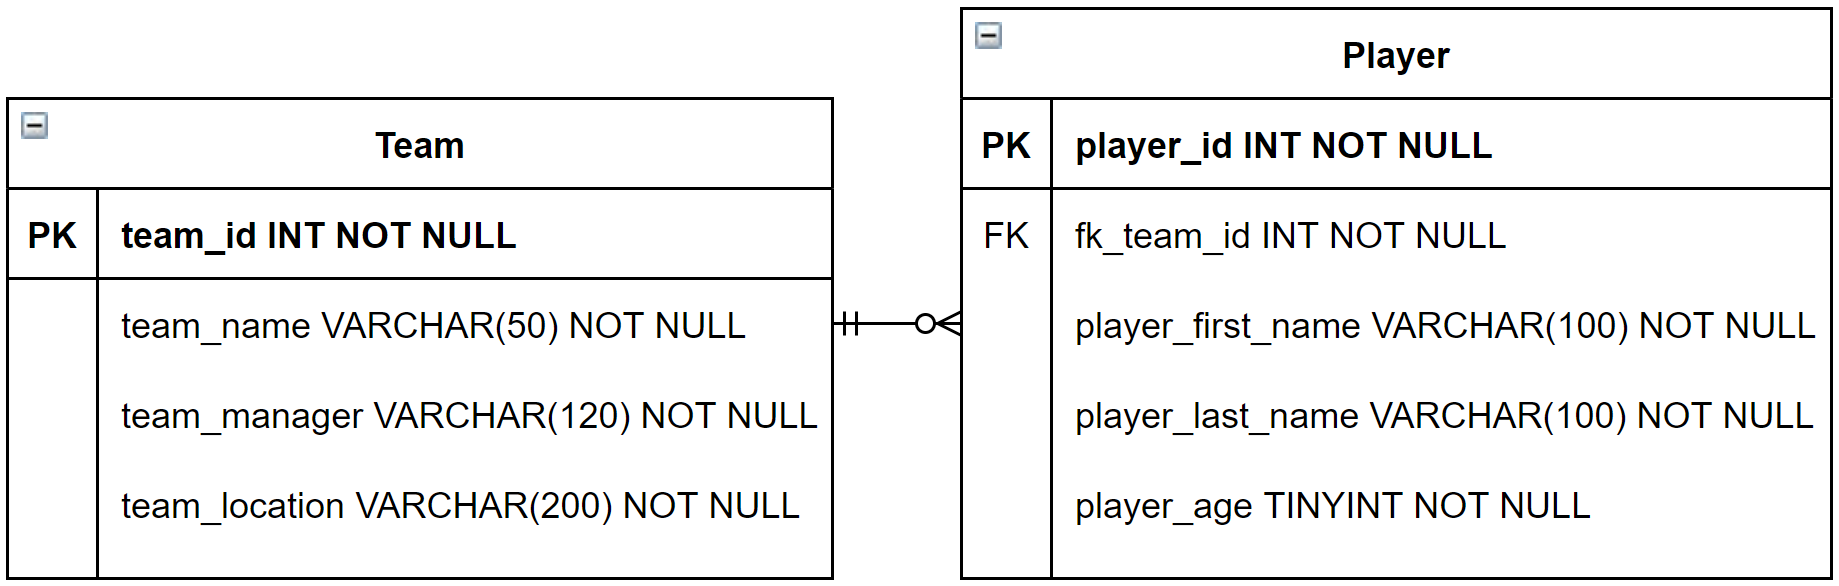 Team
PK team_id INT NOT NULL
team_name VARCHAR(50) NOT NULL
team_manager VARCHAR(120) NOT NULL
team_location VARCHAR(200) NOT NULL
Player
PK player_id INT NOT NULL
FK fk_team_id INT NOT NULL
player_first_name VARCHAR(100) NOT NULL
player_last_name VARCHAR(100) NOT NULL
player_age TINYINT NOT NULL